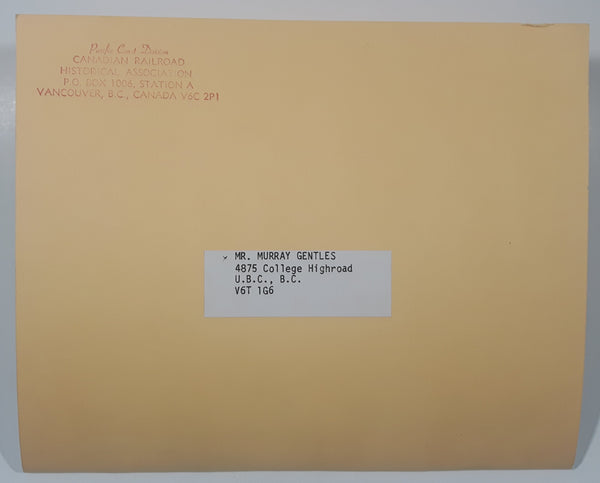 Pacific Coast Division
CANADIAN RAILROAD
HISTORICAL ASSOCIATION
P.O. BOX 1006, STATION A
VANCOUVER, B.C., CANADA V6C 2P1
x MR. MURRAY GENTLES
4875 College Highroad
U.B.C., B.C.
V6T 1G6